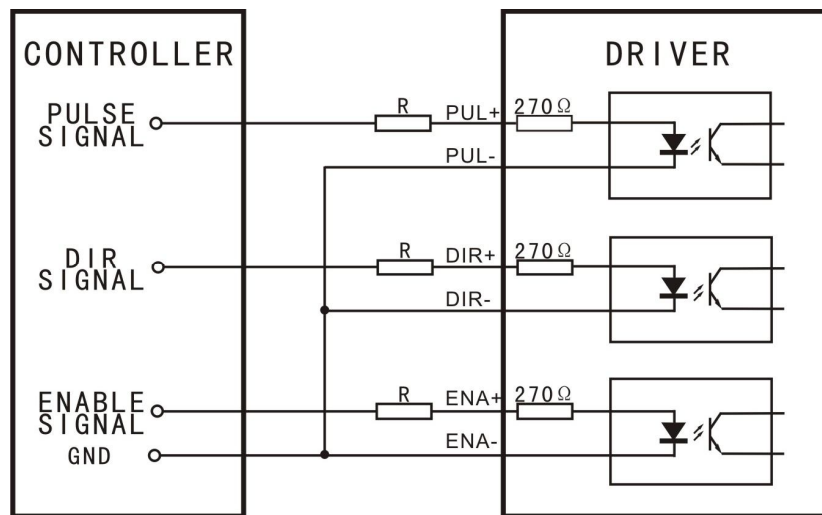 CONTROLLER
DRIVER
PULSE
SIGNAL
R
PUL+
270Ω
PUL-
DIR
SIGNAL
R
DIR+
270Ω
DIR-
ENABLE
SIGNAL
R
ENA+
270Ω
GND
ENA-